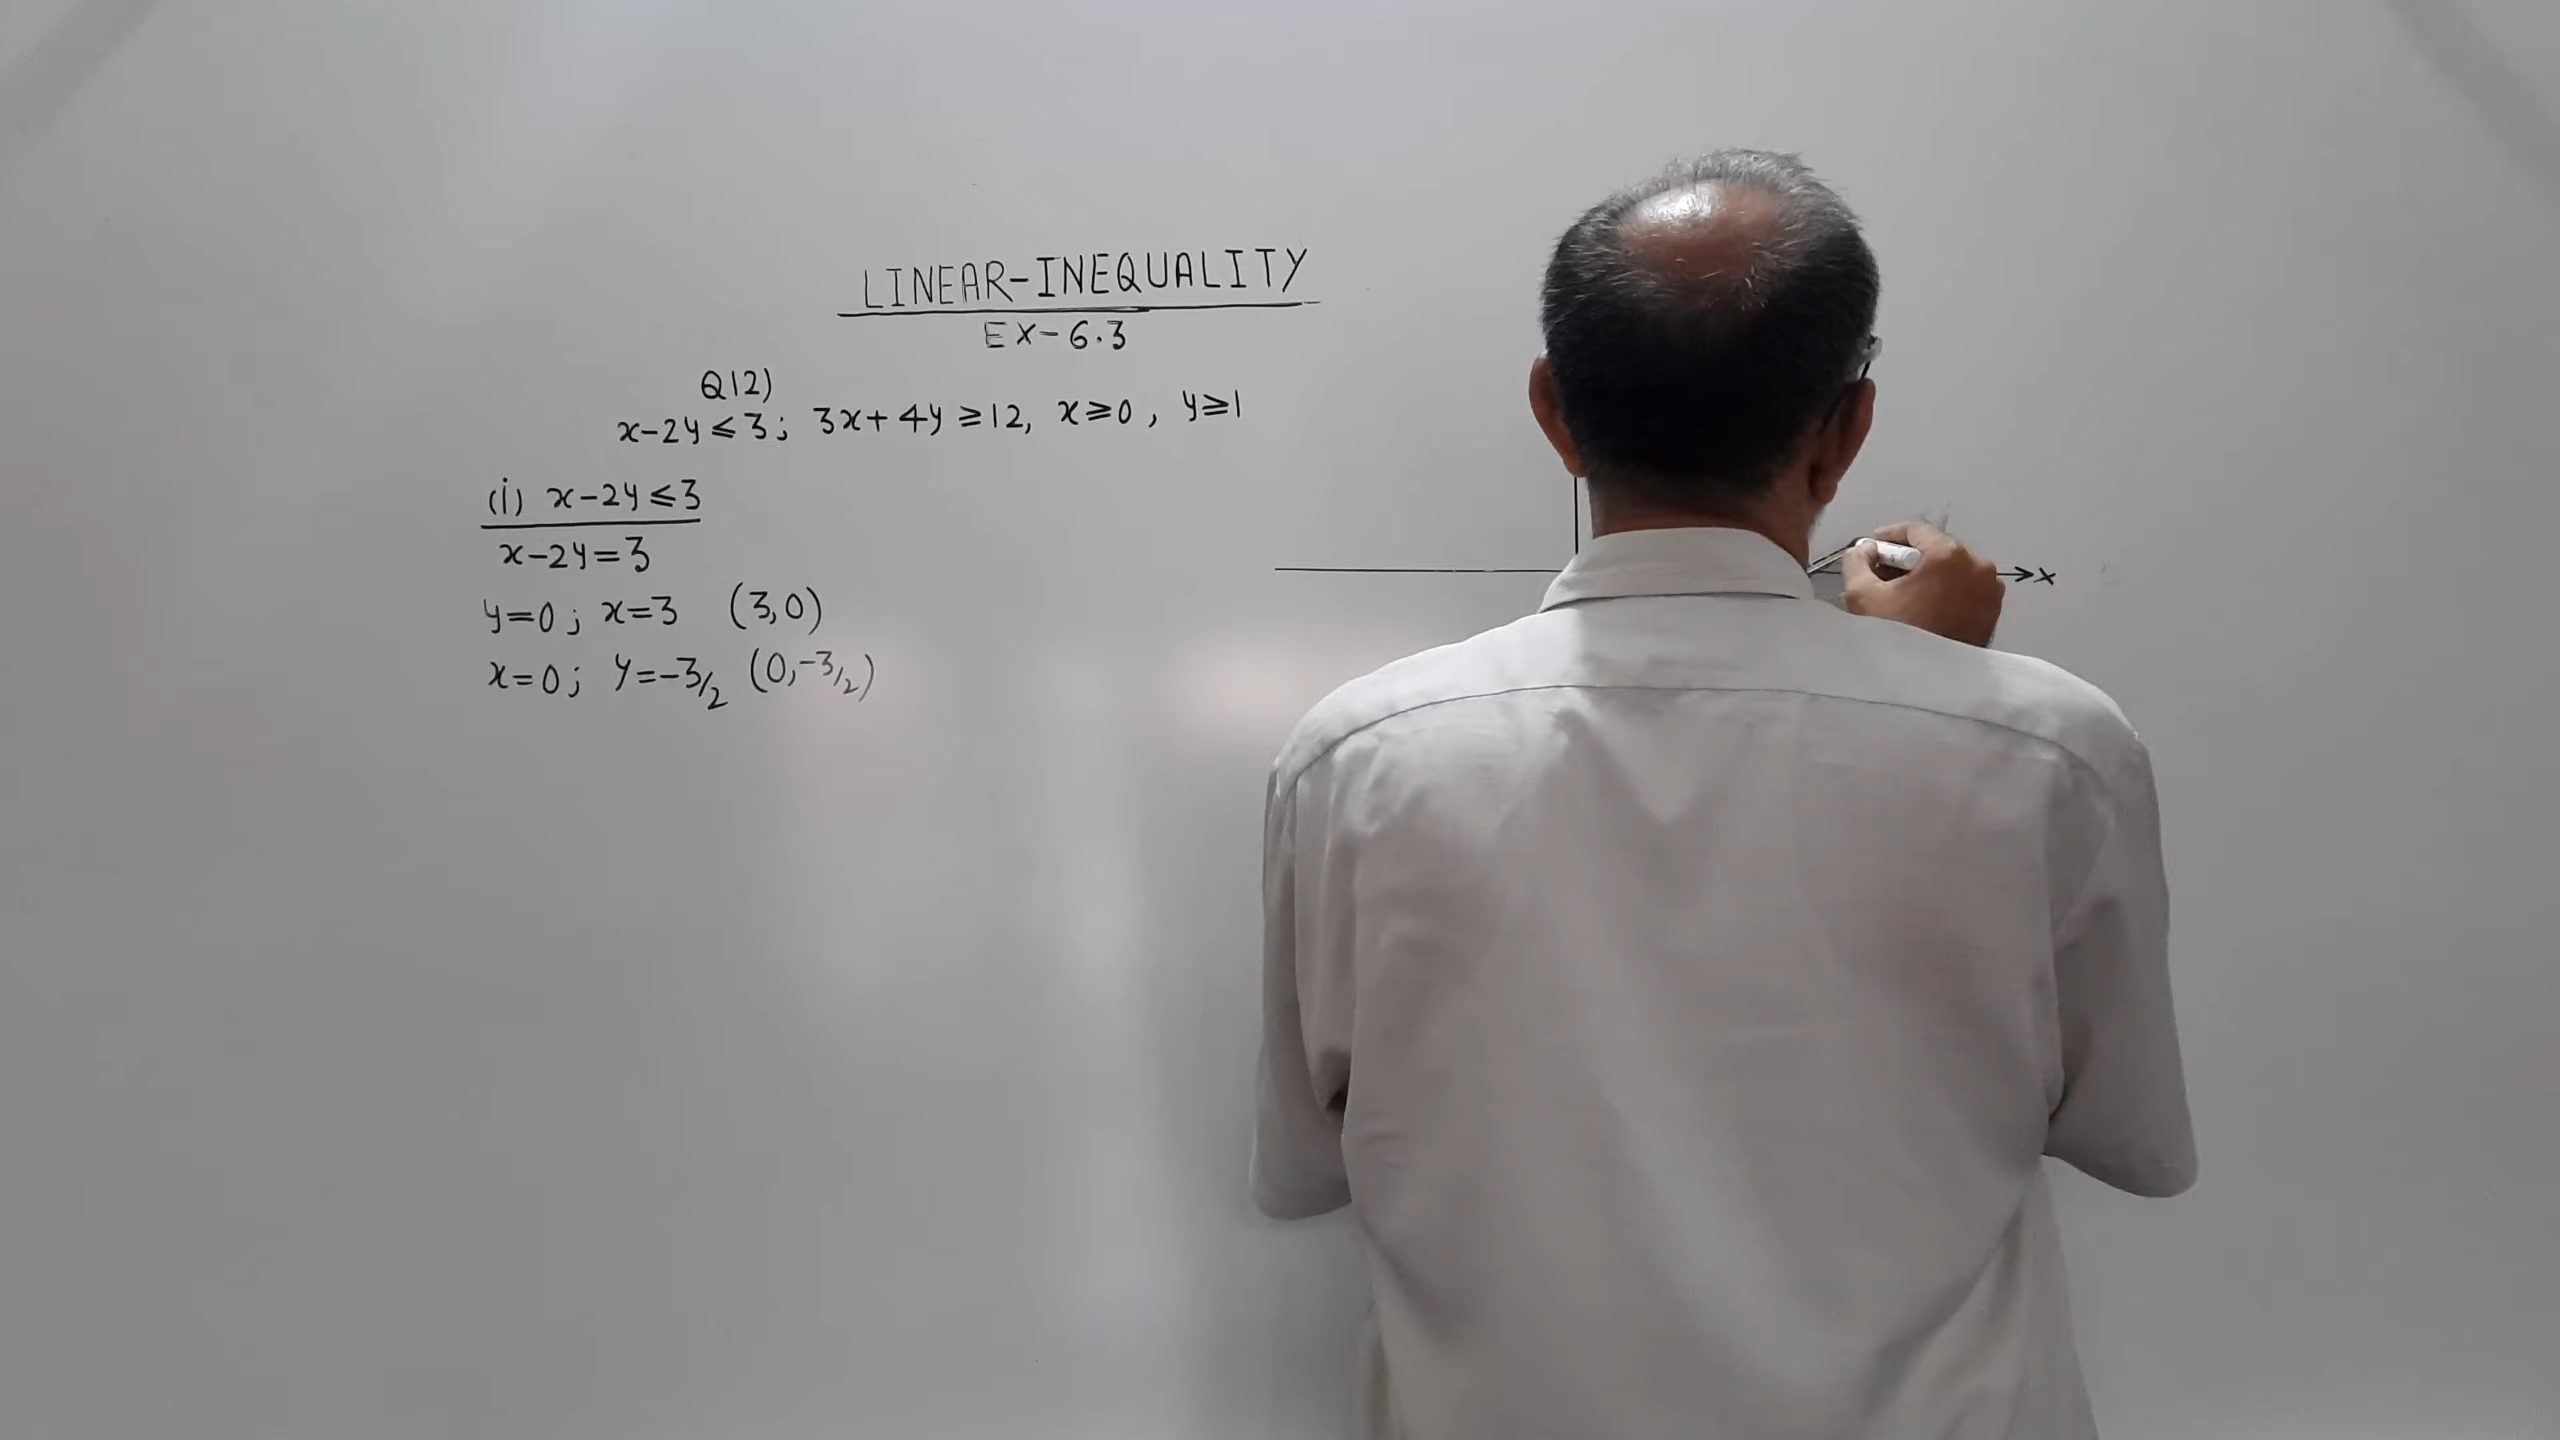 LINEAR-INEQUALITY
EX-6.3
Q12)
x-2y≤3; 3x+4y≥12, x≥0, y≥1
(i) x-2y≤3
x-2y=3
y=0; x=3 (3,0)
x=0; y=-3/2 (0,-3/2)
x